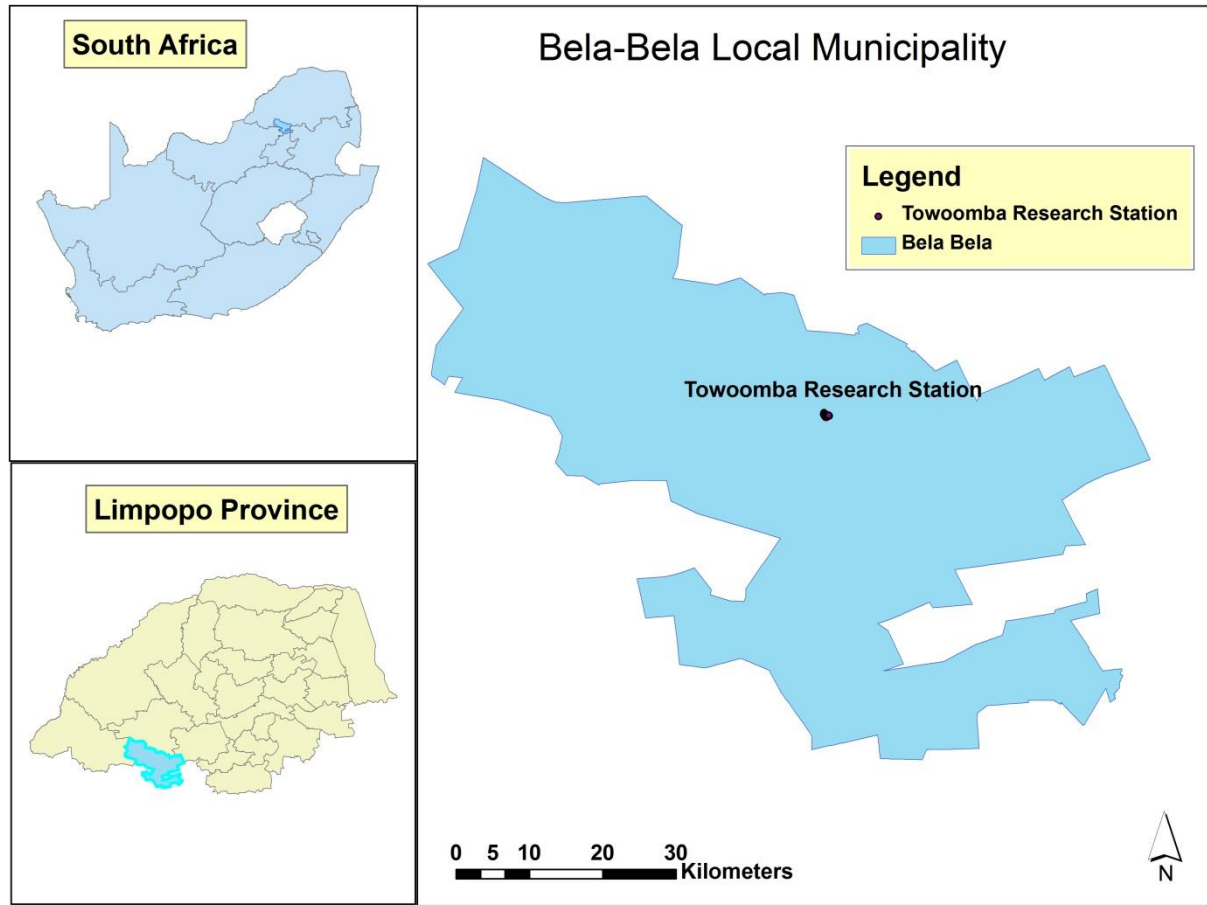 South Africa
Limpopo Province
Bela-Bela Local Municipality
Legend
Towoomba Research Station
Bela Bela
Towoomba Research Station
0 5 10 20 30
Kilometers
N